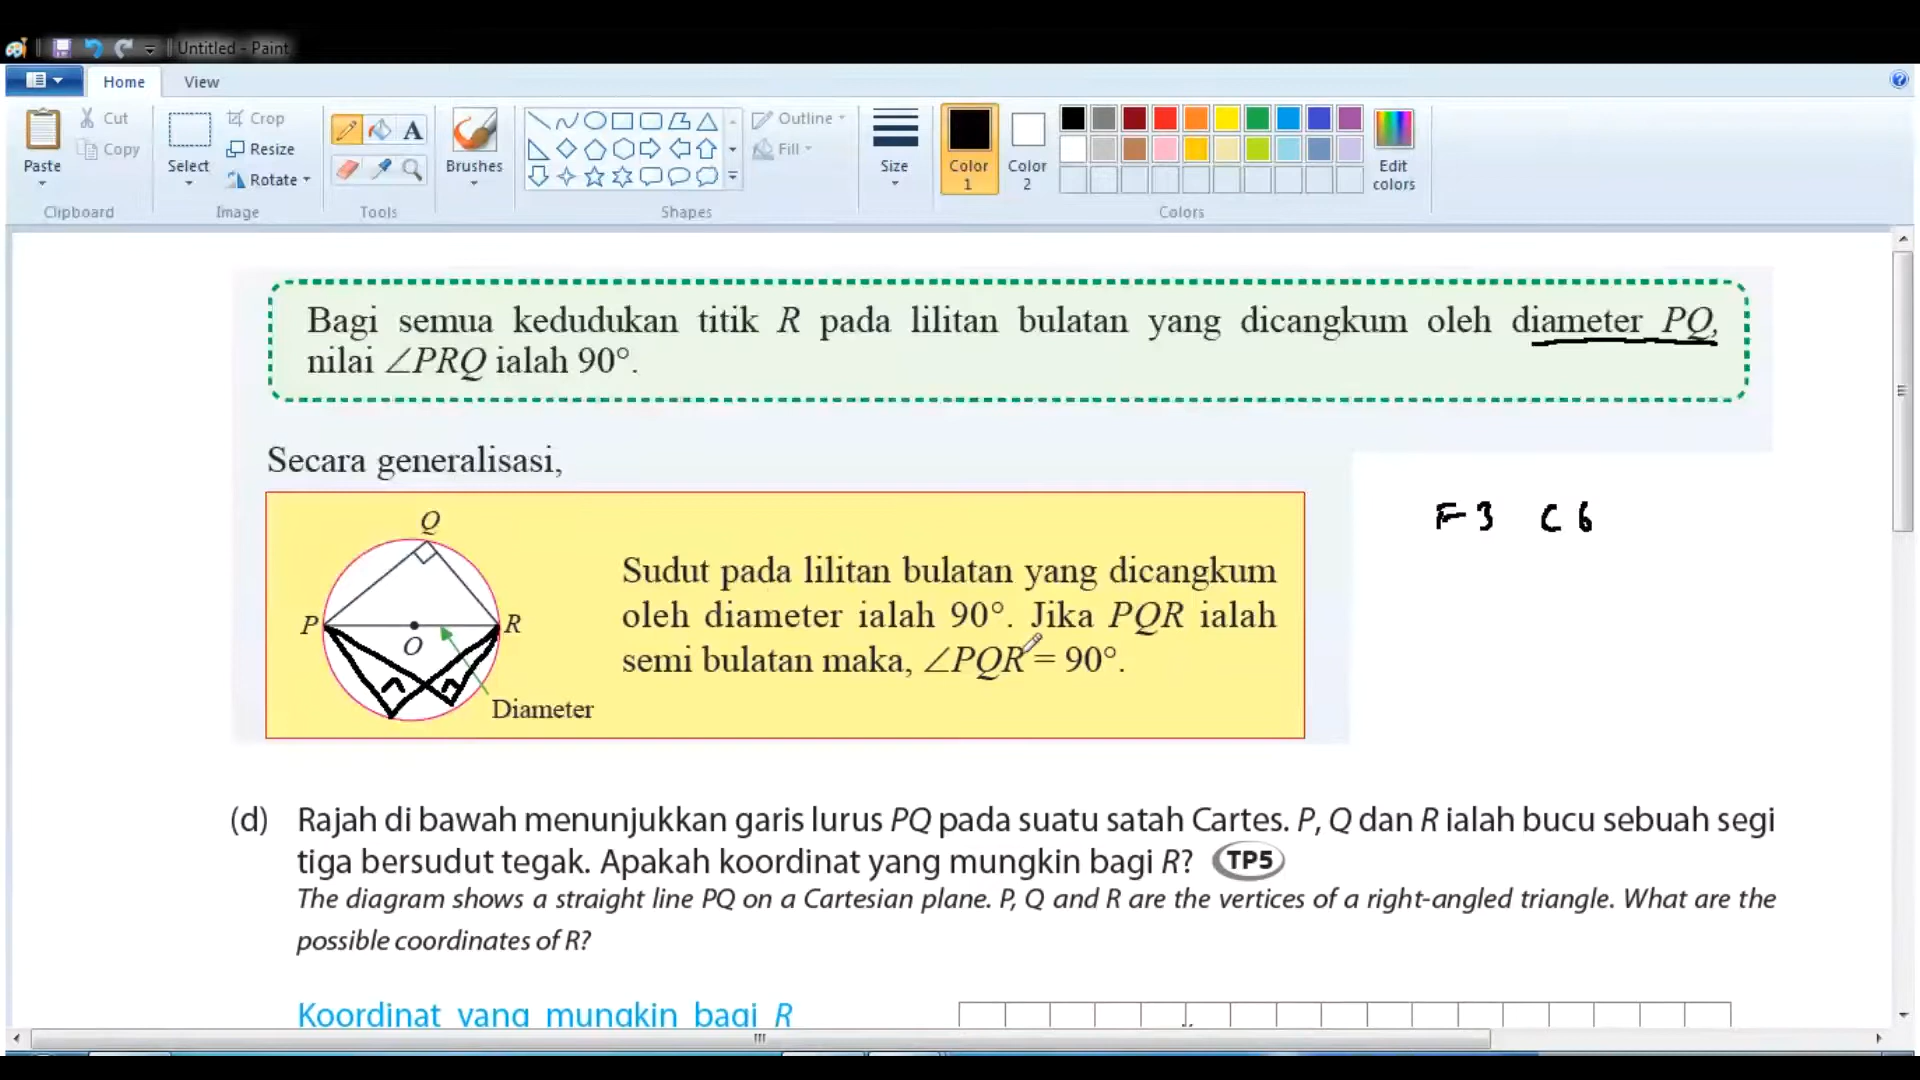 Untitled - Paint
Home View
Paste
Cut
Copy
Clipboard
Select
Crop
Resize
Rotate
Image
A
Tools
Brushes
Shapes
Outline
Fill
Size
Color 1
Color 2
Edit colors
Colors
Bagi semua kedudukan titik R pada lilitan bulatan yang dicangkum oleh diameter PQ,
nilai ∠PRQ ialah 90°.
Secara generalisasi,
F3 C6
Q
P
R
O
Diameter
Sudut pada lilitan bulatan yang dicangkum
oleh diameter ialah 90°. Jika PQR ialah
semi bulatan maka, ∠PQR = 90°.
(d) Rajah di bawah menunjukkan garis lurus PQ pada suatu satah Cartes. P, Q dan R ialah bucu sebuah segi
tiga bersudut tegak. Apakah koordinat yang mungkin bagi R? TP5
The diagram shows a straight line PQ on a Cartesian plane. P, Q and R are the vertices of a right-angled triangle. What are the
possible coordinates of R?
Koordinat yang mungkin bagi R